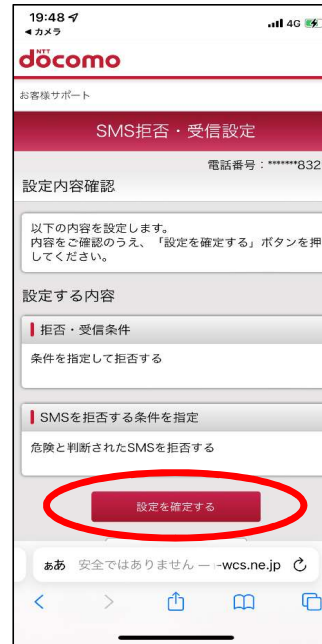 19:48
4G
◀ カメラ
NTT
döcomo
お客様サポート
SMS拒否・受信設定
電話番号:*******832
設定内容確認
以下の内容を設定します。
内容をご確認のうえ、「設定を確定する」ボタンを押
してください。
設定する内容
拒否・受信条件
条件を指定して拒否する
SMSを拒否する条件を指定
危険と判断されたSMSを拒否する
設定を確定する
ぁあ 安全ではありません — -wcs.ne.jp